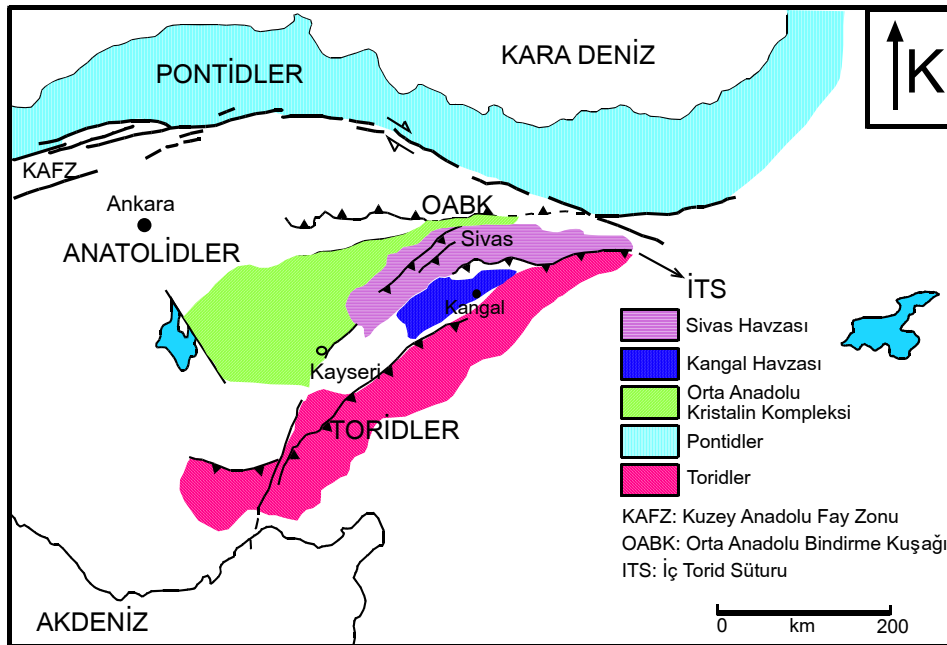 KARA DENİZ
K
PONTİDLER
KAFZ
Ankara
OABK
ANATOLİDLER
Sivas
İTS
Kangal
Kayseri
TORİDLER
AKDENİZ
Sivas Havzası
Kangal Havzası
Orta Anadolu
Kristalin Kompleksi
Pontidler
Toridler
KAFZ: Kuzey Anadolu Fay Zonu
OABK: Orta Anadolu Bindirme Kuşağı
ITS: İç Torid Süturu
0 km 200